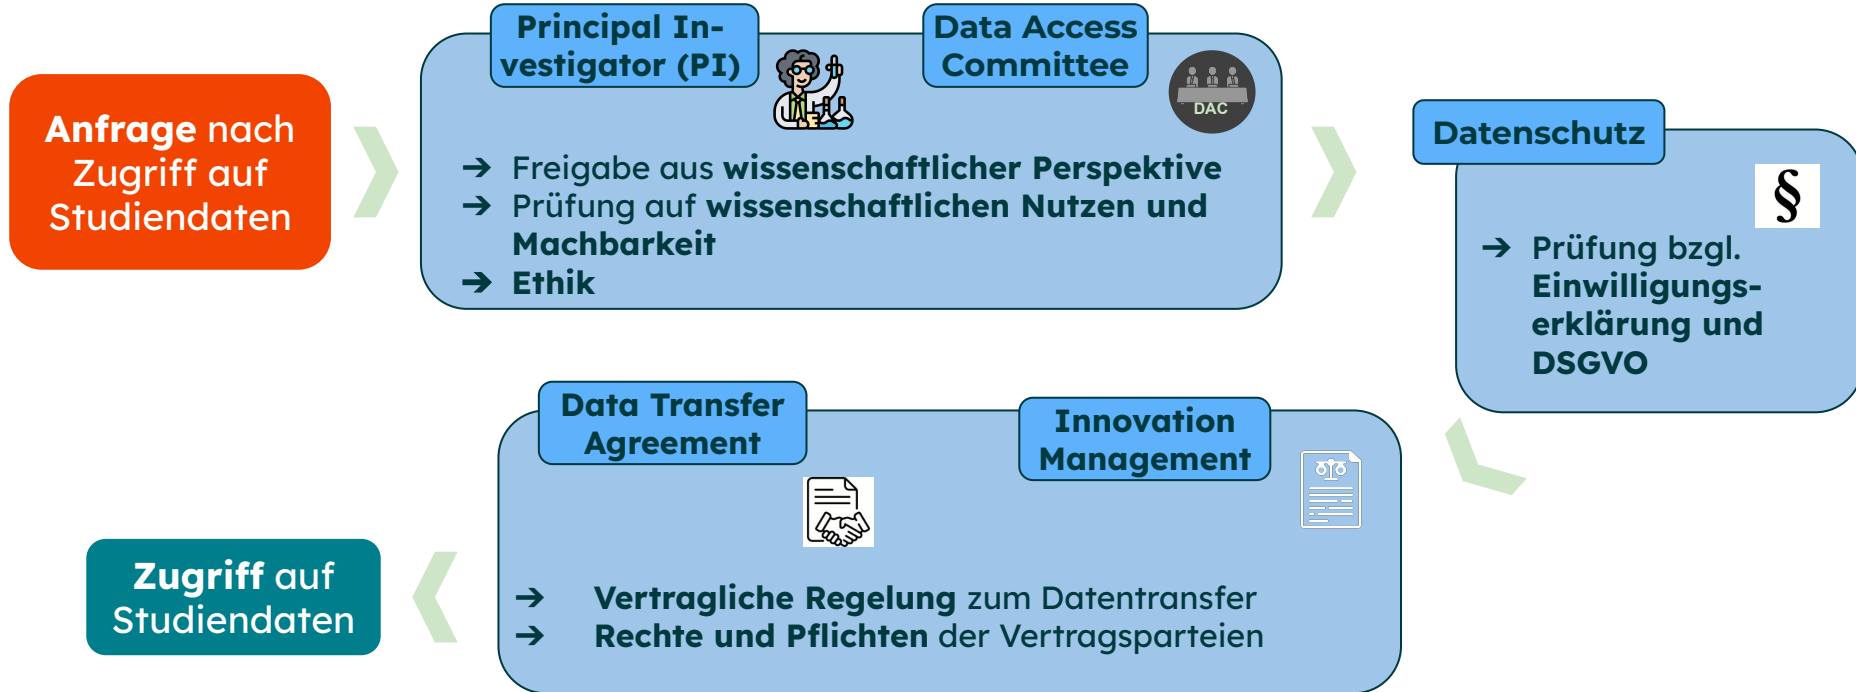 Anfrage nach
Zugriff auf
Studiendaten
Principal In-
vestigator (PI)
Data Access
Committee
DAC
➔ Freigabe aus wissenschaftlicher Perspektive
➔ Prüfung auf wissenschaftlichen Nutzen und
Machbarkeit
➔ Ethik
Datenschutz
§
➔ Prüfung bzgl.
Einwilligungs-
erklärung und
DSGVO
Data Transfer
Agreement
Innovation
Management
➔ Vertragliche Regelung zum Datentransfer
➔ Rechte und Pflichten der Vertragsparteien
Zugriff auf
Studiendaten